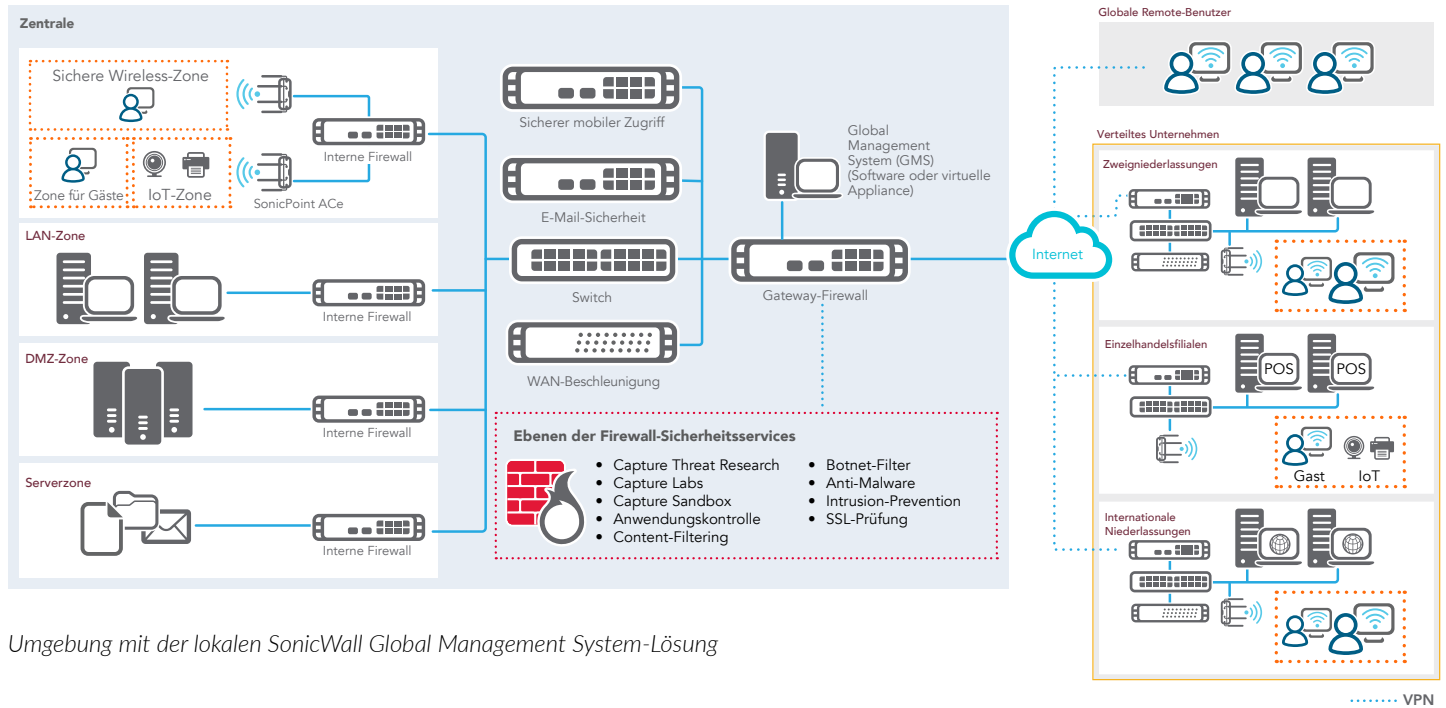 Zentrale
Sichere Wireless-Zone
Zone für Gäste
IoT-Zone
SonicPoint ACe
Interne Firewall
LAN-Zone
Interne Firewall
DMZ-Zone
Interne Firewall
Serverzone
Interne Firewall
Sicherer mobiler Zugriff
E-Mail-Sicherheit
Switch
WAN-Beschleunigung
Global
Management
System (GMS)
(Software oder virtuelle
Appliance)
Gateway-Firewall
Ebenen der Firewall-Sicherheitsservices
• Capture Threat Research
• Capture Labs
• Capture Sandbox
• Anwendungskontrolle
• Content-Filtering
• Botnet-Filter
• Anti-Malware
• Intrusion-Prevention
• SSL-Prüfung
Internet
Globale Remote-Benutzer
Verteiltes Unternehmen
Zweigniederlassungen
Einzelhandelsfilialen
POS
POS
Gast
IoT
Internationale
Niederlassungen
VPN
Umgebung mit der lokalen SonicWall Global Management System-Lösung